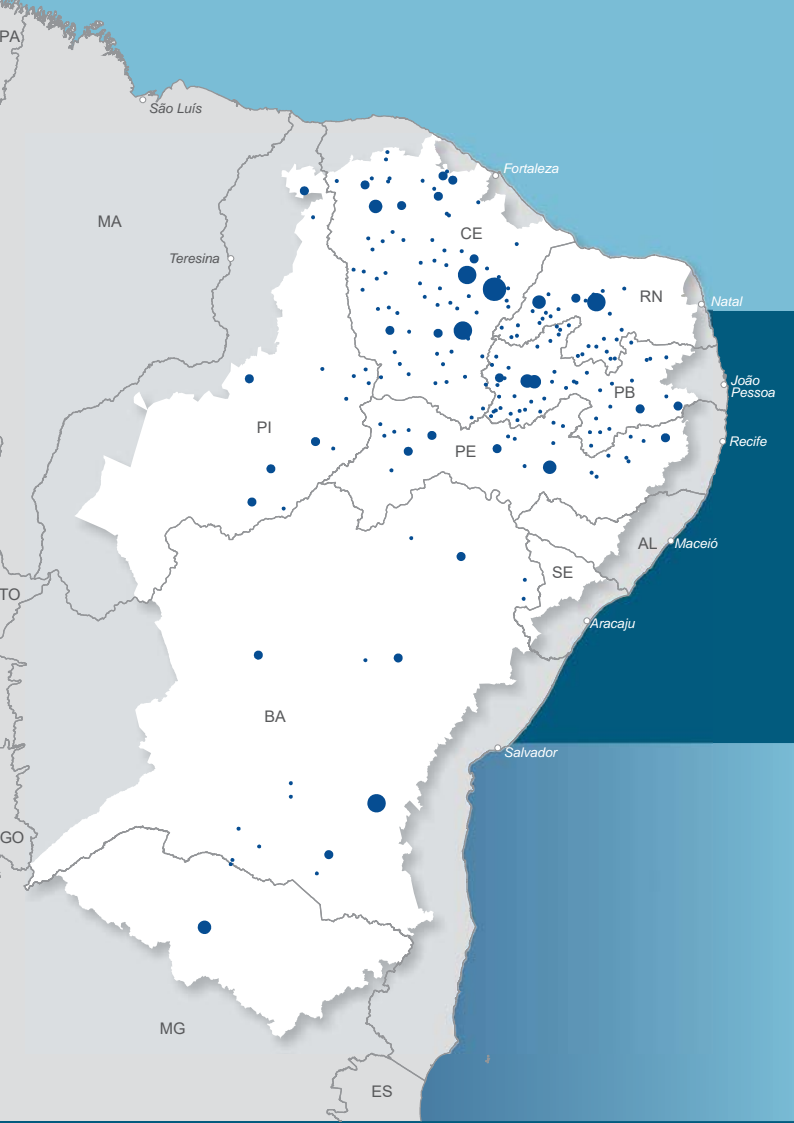 PA
São Luís
Fortaleza
MA
CE
Teresina
RN
Natal
João
Pessoa
PB
PI
Recife
PE
AL
Maceió
SE
TO
Aracaju
BA
Salvador
GO
MG
ES